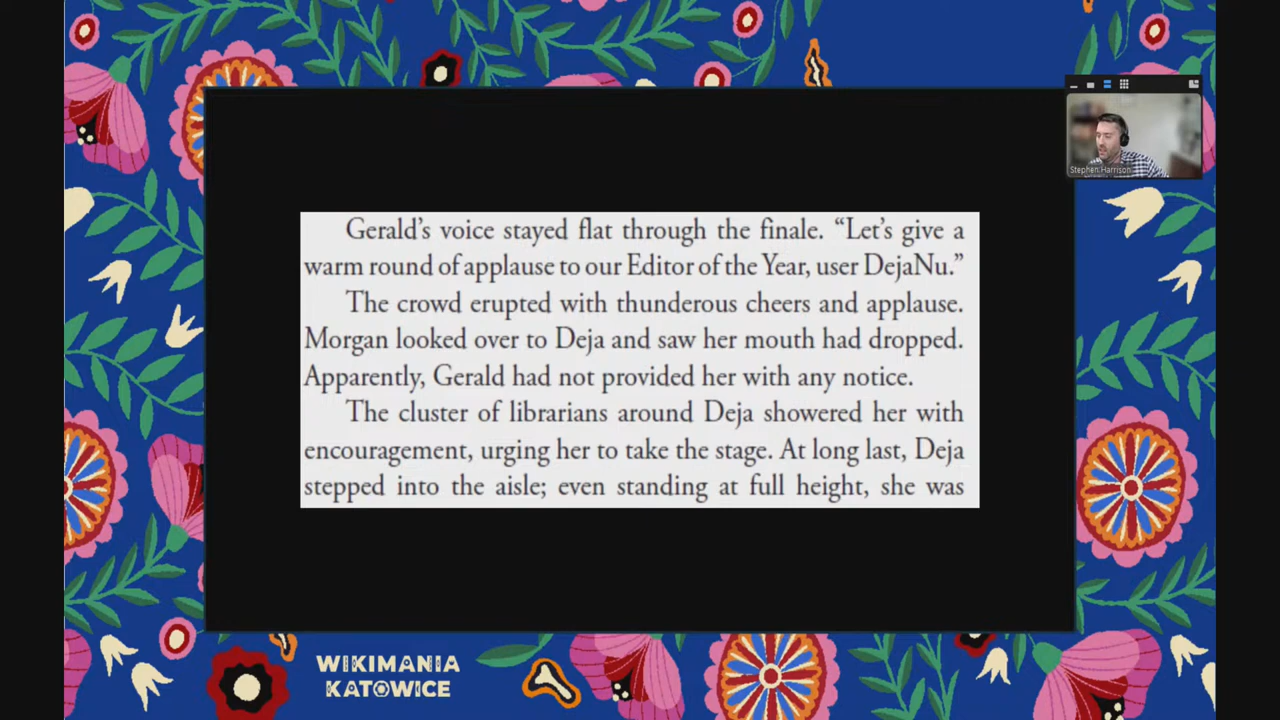 Stephen Harrison
Gerald’s voice stayed flat through the finale. “Let’s give a
warm round of applause to our Editor of the Year, user DejaNu.”
The crowd erupted with thunderous cheers and applause.
Morgan looked over to Deja and saw her mouth had dropped.
Apparently, Gerald had not provided her with any notice.
The cluster of librarians around Deja showered her with
encouragement, urging her to take the stage. At long last, Deja
stepped into the aisle; even standing at full height, she was
WIKIMANIA
KATOWICE